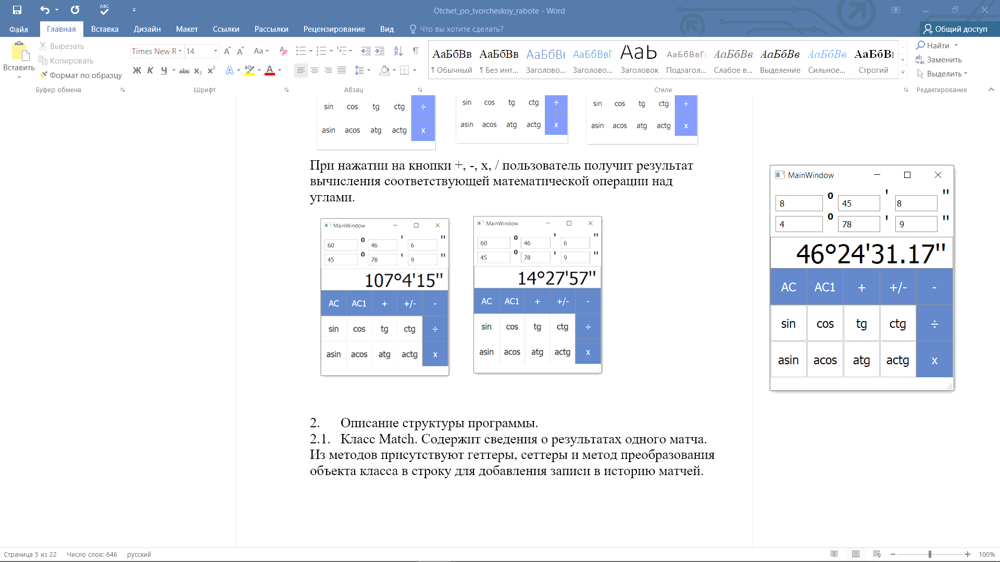 ABC
Otchet_po_tvorcheskoy_rabote - Word
Файл Главная Вставка Дизайн Макет Ссылки Рассылки Рецензирование Вид Что вы хотите сделать? Общий доступ
Вставить
Вырезать
Копировать
Формат по образцу
Буфер обмена
Times New R 14
Aa
Ж К Ч abc x₂ x² A ab A
Шрифт
Абзац
АаБбВв АаБбВв АаБбВі АаБбВвГ АаЬ АаБбВвГі АаБбВв АаБбВв АаБбВв АаБбВı
¶ Обычный ¶ Без инт... Заголово... Заголово... Заголовок Подзагол... Слабое в... Выделение Сильное... Строгий
Стили
Найти
Заменить
Выделить
Редактирование
sin cos tg ctg ÷
asin acos atg actg x
sin cos tg ctg ÷
asin acos atg actg x
sin cos tg ctg ÷
asin acos atg actg x
При нажатии на кнопки +, -, x, / пользователь получит результат
вычисления соответствующей математической операции над
углами.
MainWindow
60 o 46 ' 6 "
45 o 78 ' 9 "
107°4'15"
AC AC1 + +/- -
sin cos tg ctg ÷
asin acos atg actg x
MainWindow
60 o 46 ' 6 "
45 o 78 ' 9 "
14°27'57"
AC AC1 + +/- -
sin cos tg ctg ÷
asin acos atg actg x
MainWindow
8 o 45 ' 8 "
4 o 78 ' 9 "
46°24'31.17"
AC AC1 + +/- -
sin cos tg ctg ÷
asin acos atg actg x
2. Описание структуры программы.
2.1. Класс Match. Содержит сведения о результатах одного матча.
Из методов присутствуют геттеры, сеттеры и метод преобразования
объекта класса в строку для добавления записи в историю матчей.
Страница 5 из 22 Число слов: 646 русский
100%